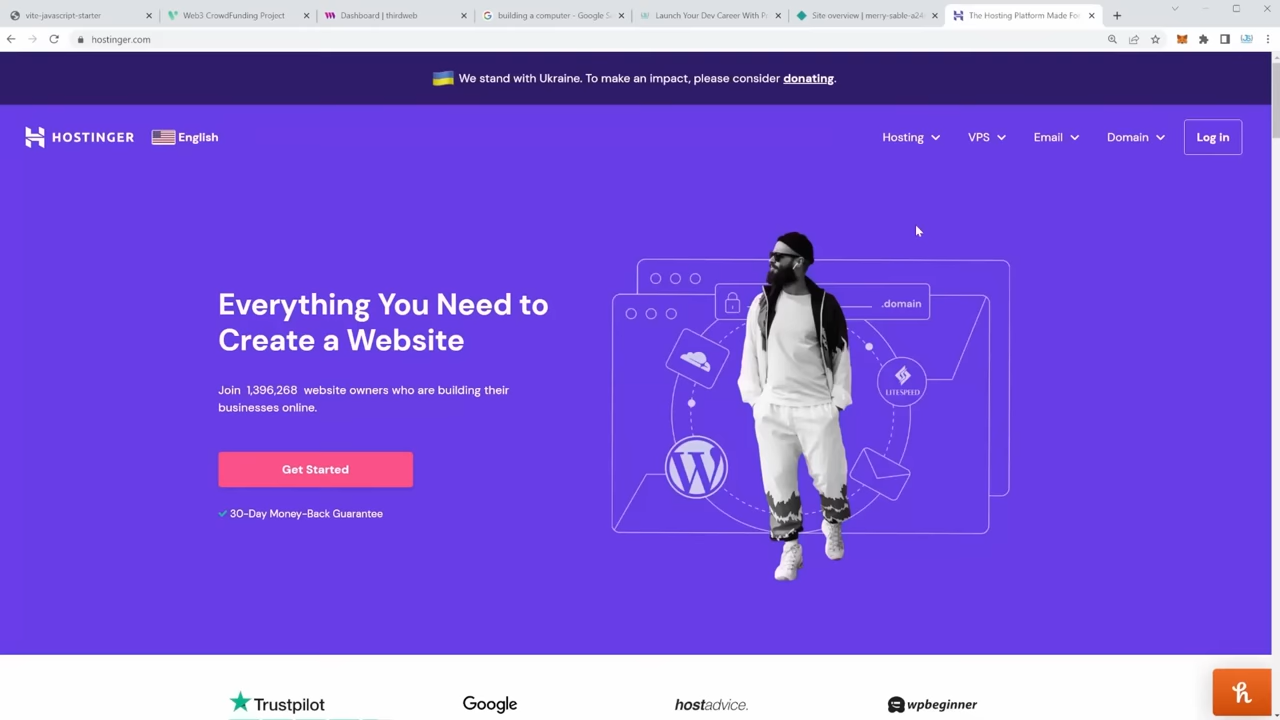 vite-javascript-starter
Web3 CrowdFunding Project
Dashboard | thirdweb
building a computer - Google Se
Launch Your Dev Career With Pr
Site overview | merry-sable-a24
The Hosting Platform Made For
hostinger.com
We stand with Ukraine. To make an impact, please consider donating.
HOSTINGER
English
Hosting
VPS
Email
Domain
Log in
Everything You Need to
Create a Website
Join 1,396,268 website owners who are building their
businesses online.
Get Started
30-Day Money-Back Guarantee
.domain
LITESPEED
Trustpilot
Google
hostadvice.
wpbeginner